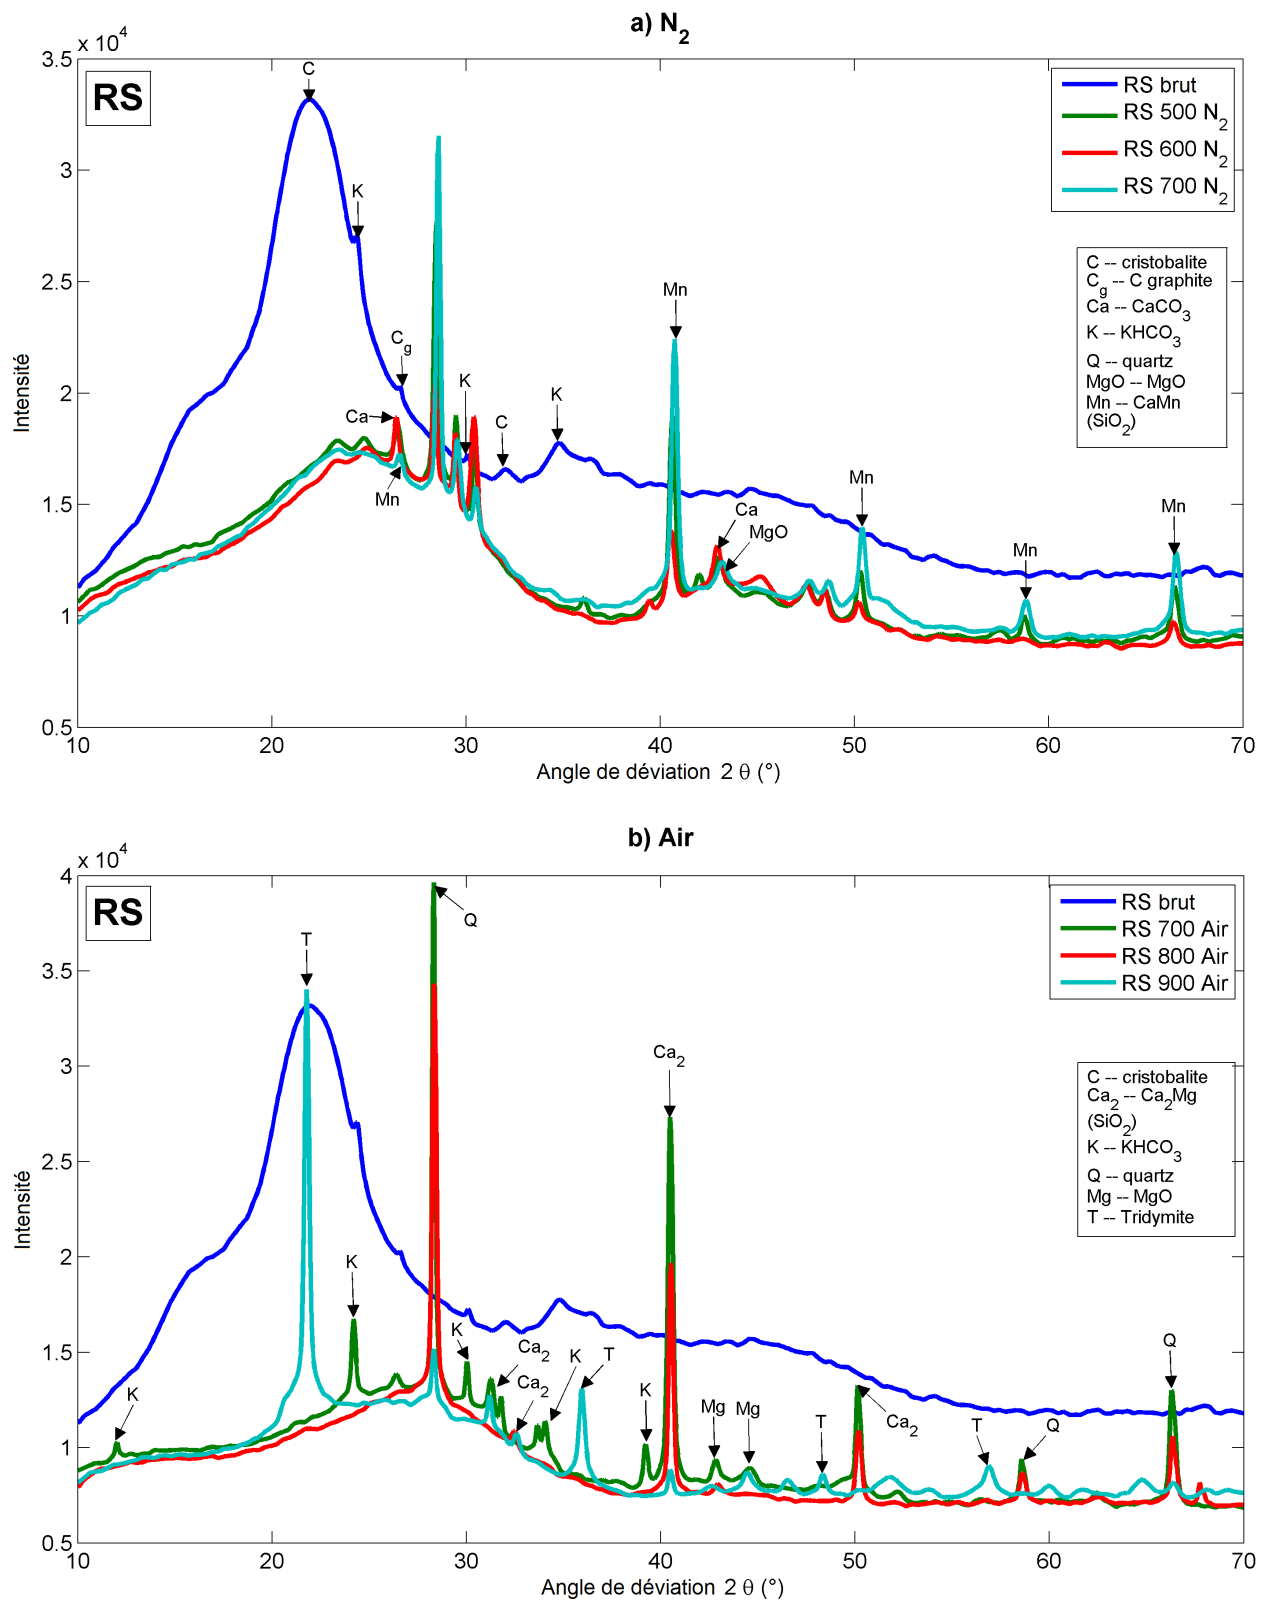 a) N2
x 10^4
RS
C
K
Cg
K
C
K
Ca
Mn
Mn
Ca
MgO
Mn
Mn
Mn
RS brut
RS 500 N2
RS 600 N2
RS 700 N2
C -- cristobalite
Cg -- C graphite
Ca -- CaCO3
K -- KHCO3
Q -- quartz
MgO -- MgO
Mn -- CaMn
(SiO2)
3.5
3
2.5
2
1.5
1
0.5
Intensité
10 20 30 40 50 60 70
Angle de déviation 2 θ (°)
b) Air
x 10^4
RS
T
Q
Ca2
K
K
K
Ca2
Ca2
K
T
K
Mg
Mg
T
Ca2
T
Q
Q
RS brut
RS 700 Air
RS 800 Air
RS 900 Air
C -- cristobalite
Ca2 -- Ca2Mg
(SiO2)
K -- KHCO3
Q -- quartz
Mg -- MgO
T -- Tridymite
4
3.5
3
2.5
2
1.5
1
0.5
Intensité
10 20 30 40 50 60 70
Angle de déviation 2 θ (°)